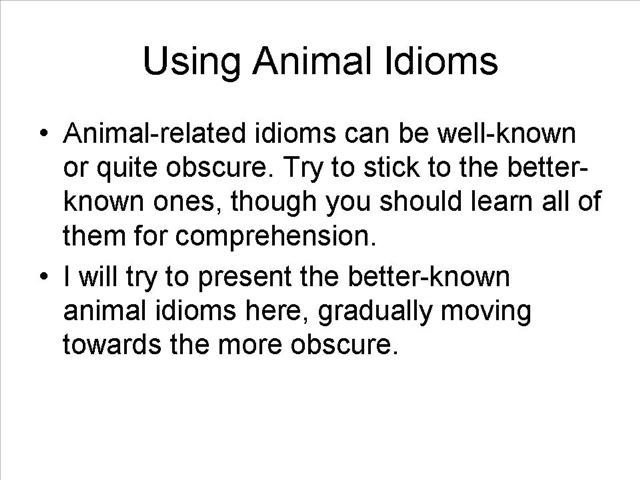 Using Animal Idioms
• Animal-related idioms can be well-known
or quite obscure. Try to stick to the better-
known ones, though you should learn all of
them for comprehension.
• I will try to present the better-known
animal idioms here, gradually moving
towards the more obscure.